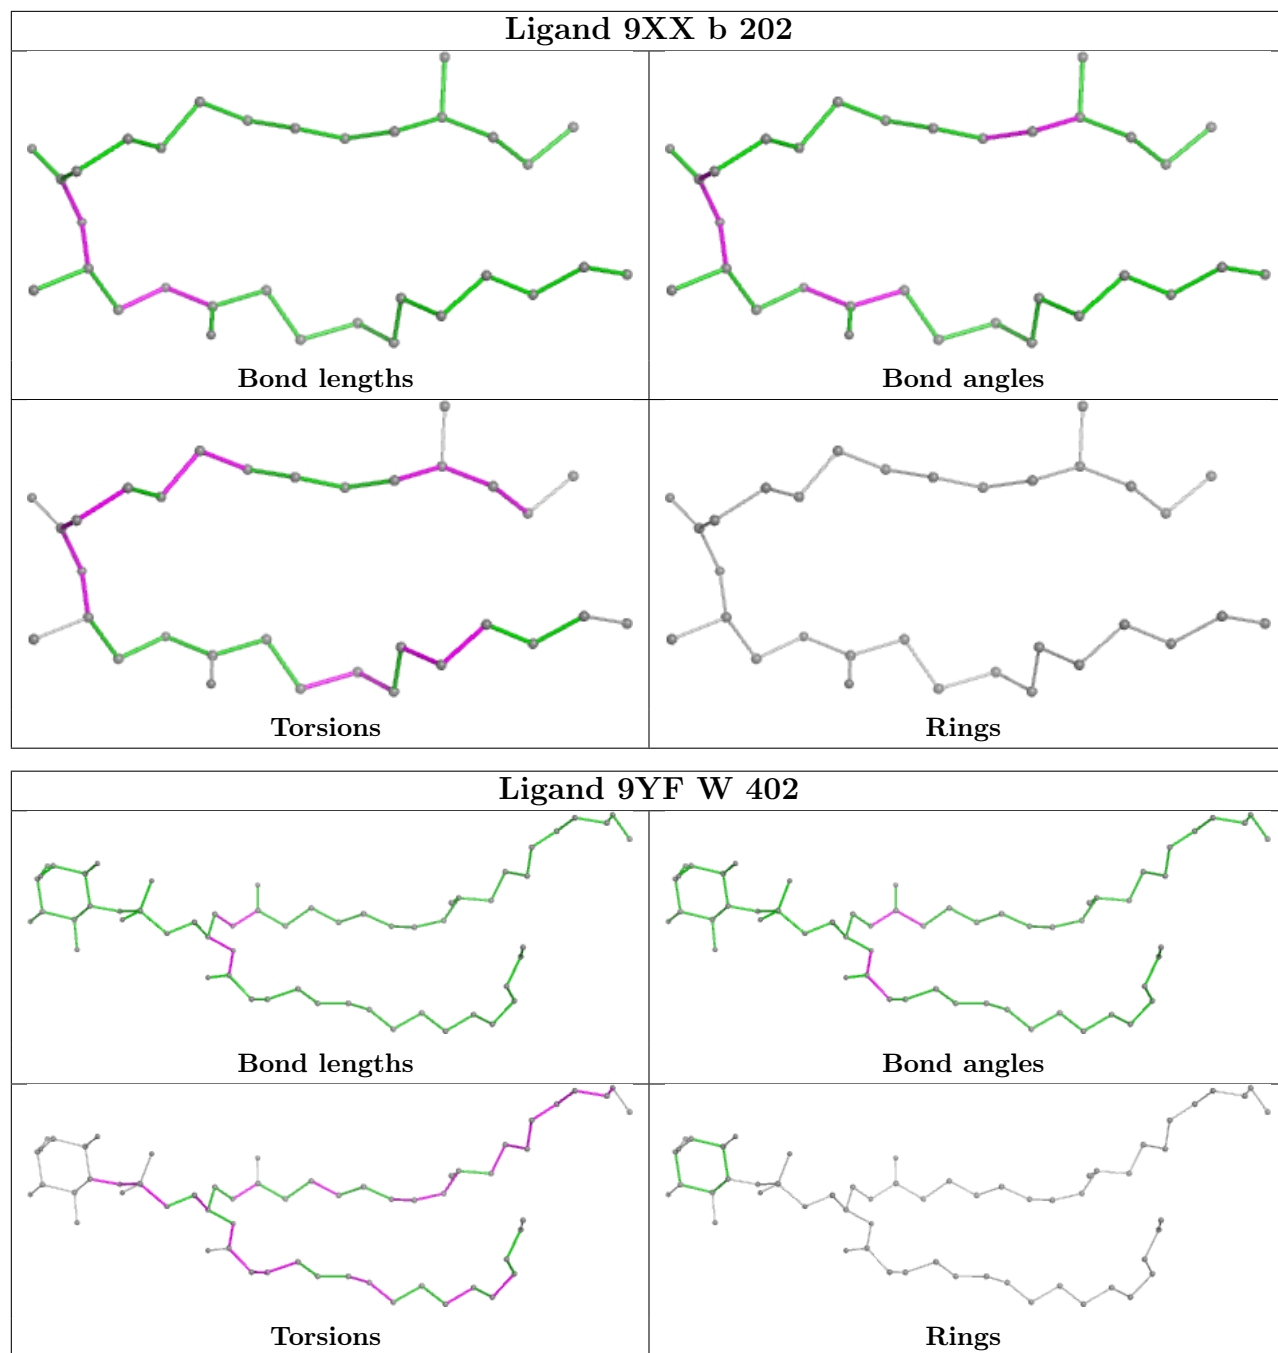 Ligand 9XX b 202
Bond lengths
Bond angles
Torsions
Rings
Ligand 9YF W 402
Bond lengths
Bond angles
Torsions
Rings